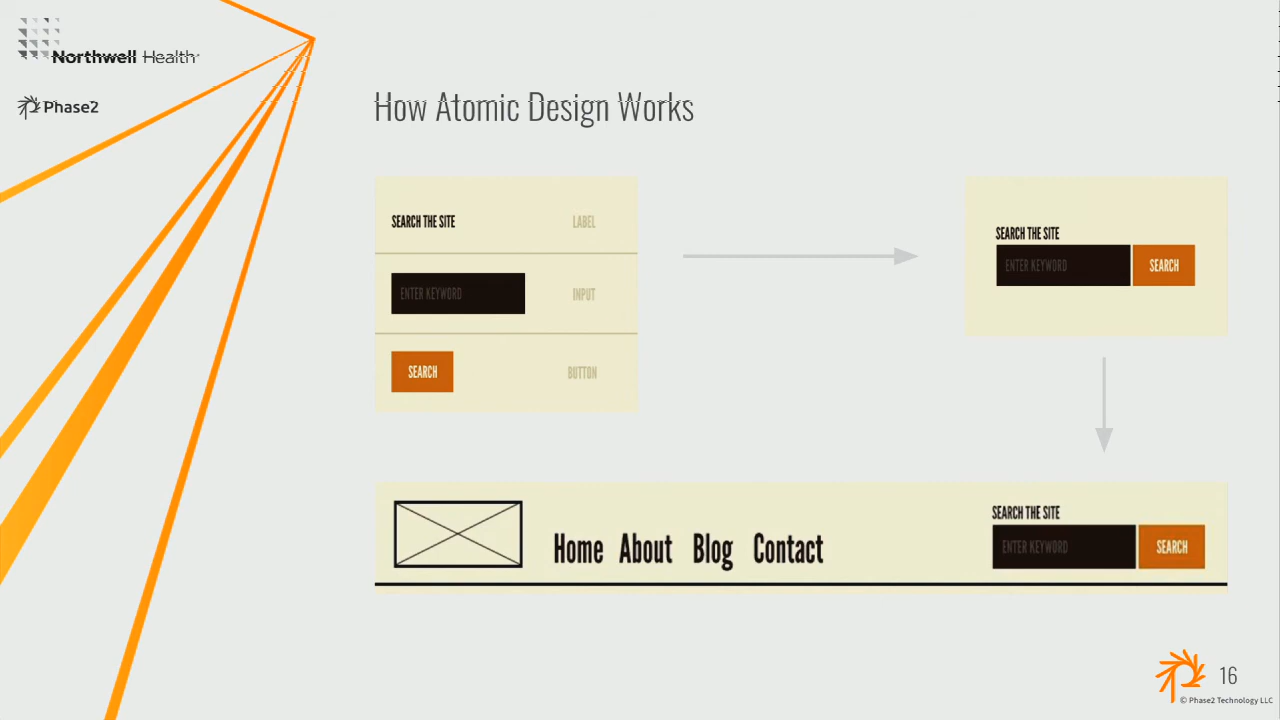 Northwell Health
Phase2
How Atomic Design Works
SEARCH THE SITE
LABEL
ENTER KEYWORD
INPUT
SEARCH
BUTTON
SEARCH THE SITE
ENTER KEYWORD
SEARCH
Home About Blog Contact
SEARCH THE SITE
ENTER KEYWORD
SEARCH
16
© Phase2 Technology LLC